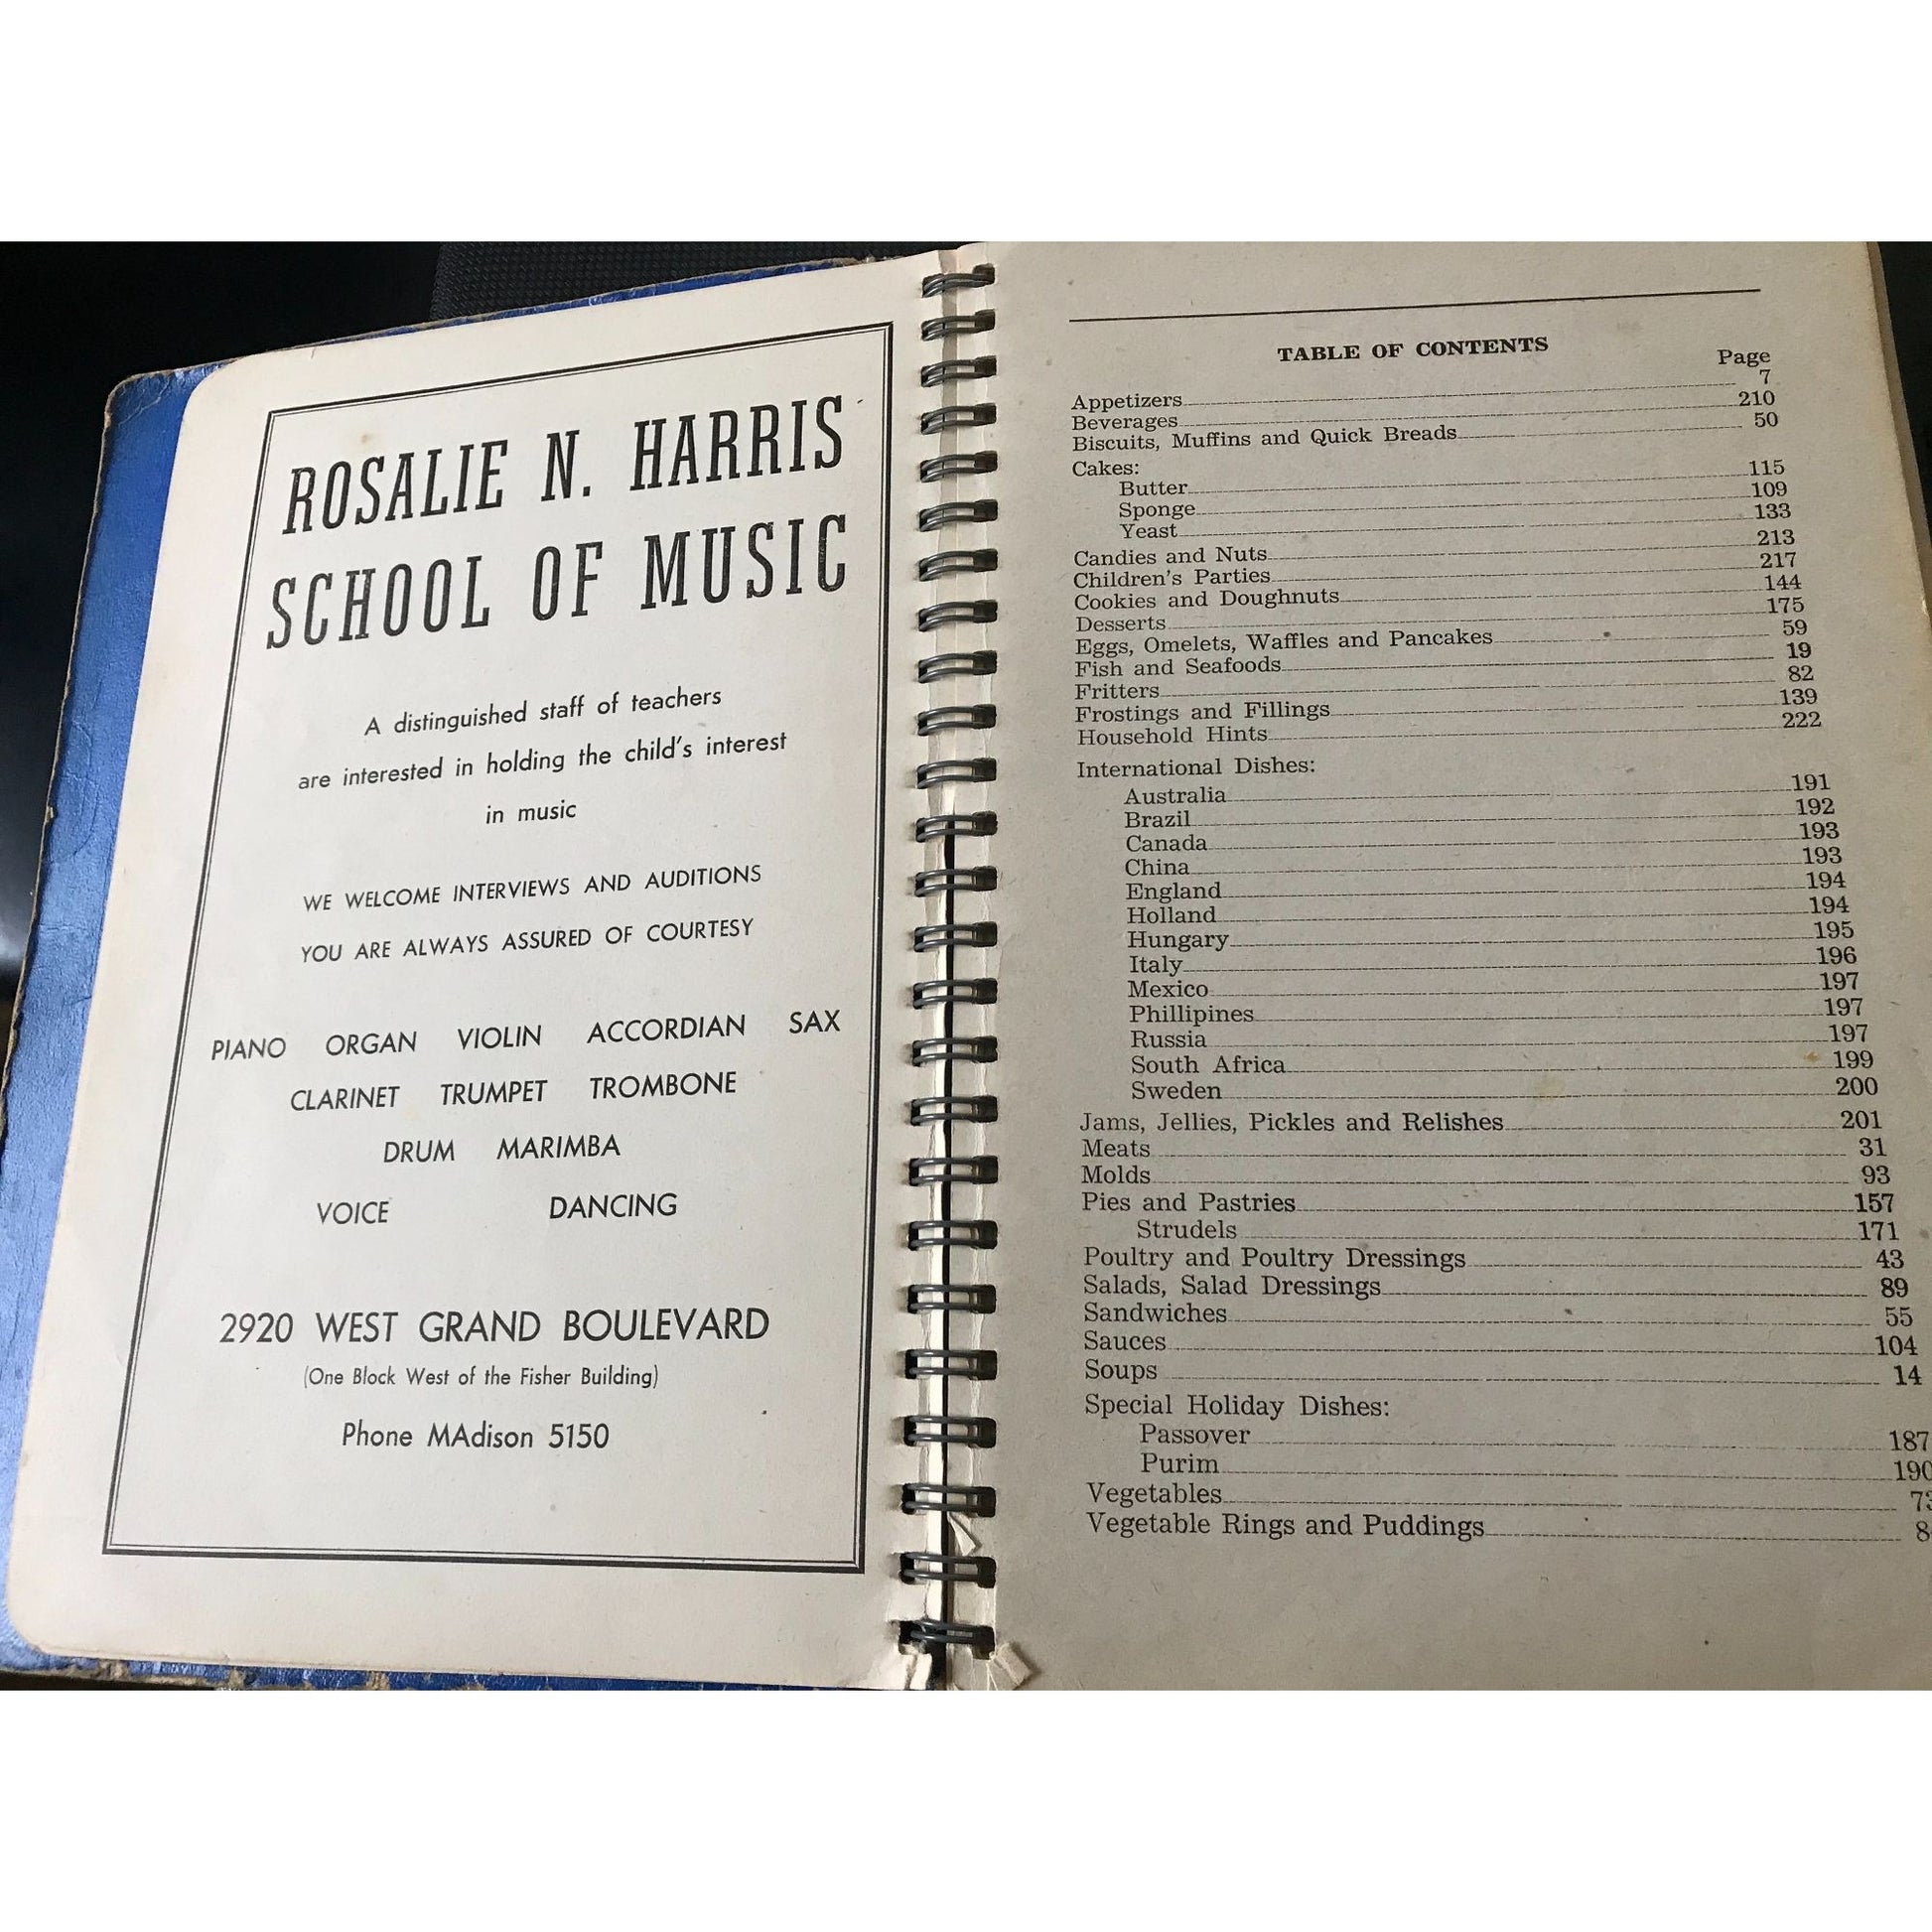 ROSALIE N. HARRIS
SCHOOL OF MUSIC
A distinguished staff of teachers
are interested in holding the child's interest
in music
WE WELCOME INTERVIEWS AND AUDITIONS
YOU ARE ALWAYS ASSURED OF COURTESY
PIANO ORGAN VIOLIN ACCORDIAN SAX
CLARINET TRUMPET TROMBONE
DRUM MARIMBA
VOICE DANCING
2920 WEST GRAND BOULEVARD
(One Block West of the Fisher Building)
Phone MAdison 5150
TABLE OF CONTENTS
Page
Appetizers 7
Beverages 210
Biscuits, Muffins and Quick Breads 50
Cakes:
Butter 115
Sponge 109
Yeast 133
Candies and Nuts 213
Children's Parties 217
Cookies and Doughnuts 144
Desserts 175
Eggs, Omelets, Waffles and Pancakes 59
Fish and Seafoods 19
Fritters 82
Frostings and Fillings 139
Household Hints 222
International Dishes:
Australia 191
Brazil 192
Canada 193
China 193
England 194
Holland 194
Hungary 195
Italy 196
Mexico 197
Phillipines 197
Russia 197
South Africa 199
Sweden 200
Jams, Jellies, Pickles and Relishes 201
Meats 31
Molds 93
Pies and Pastries 157
Strudels 171
Poultry and Poultry Dressings 43
Salads, Salad Dressings 89
Sandwiches 55
Sauces 104
Soups 14
Special Holiday Dishes:
Passover 187
Purim 190
Vegetables 73
Vegetable Rings and Puddings